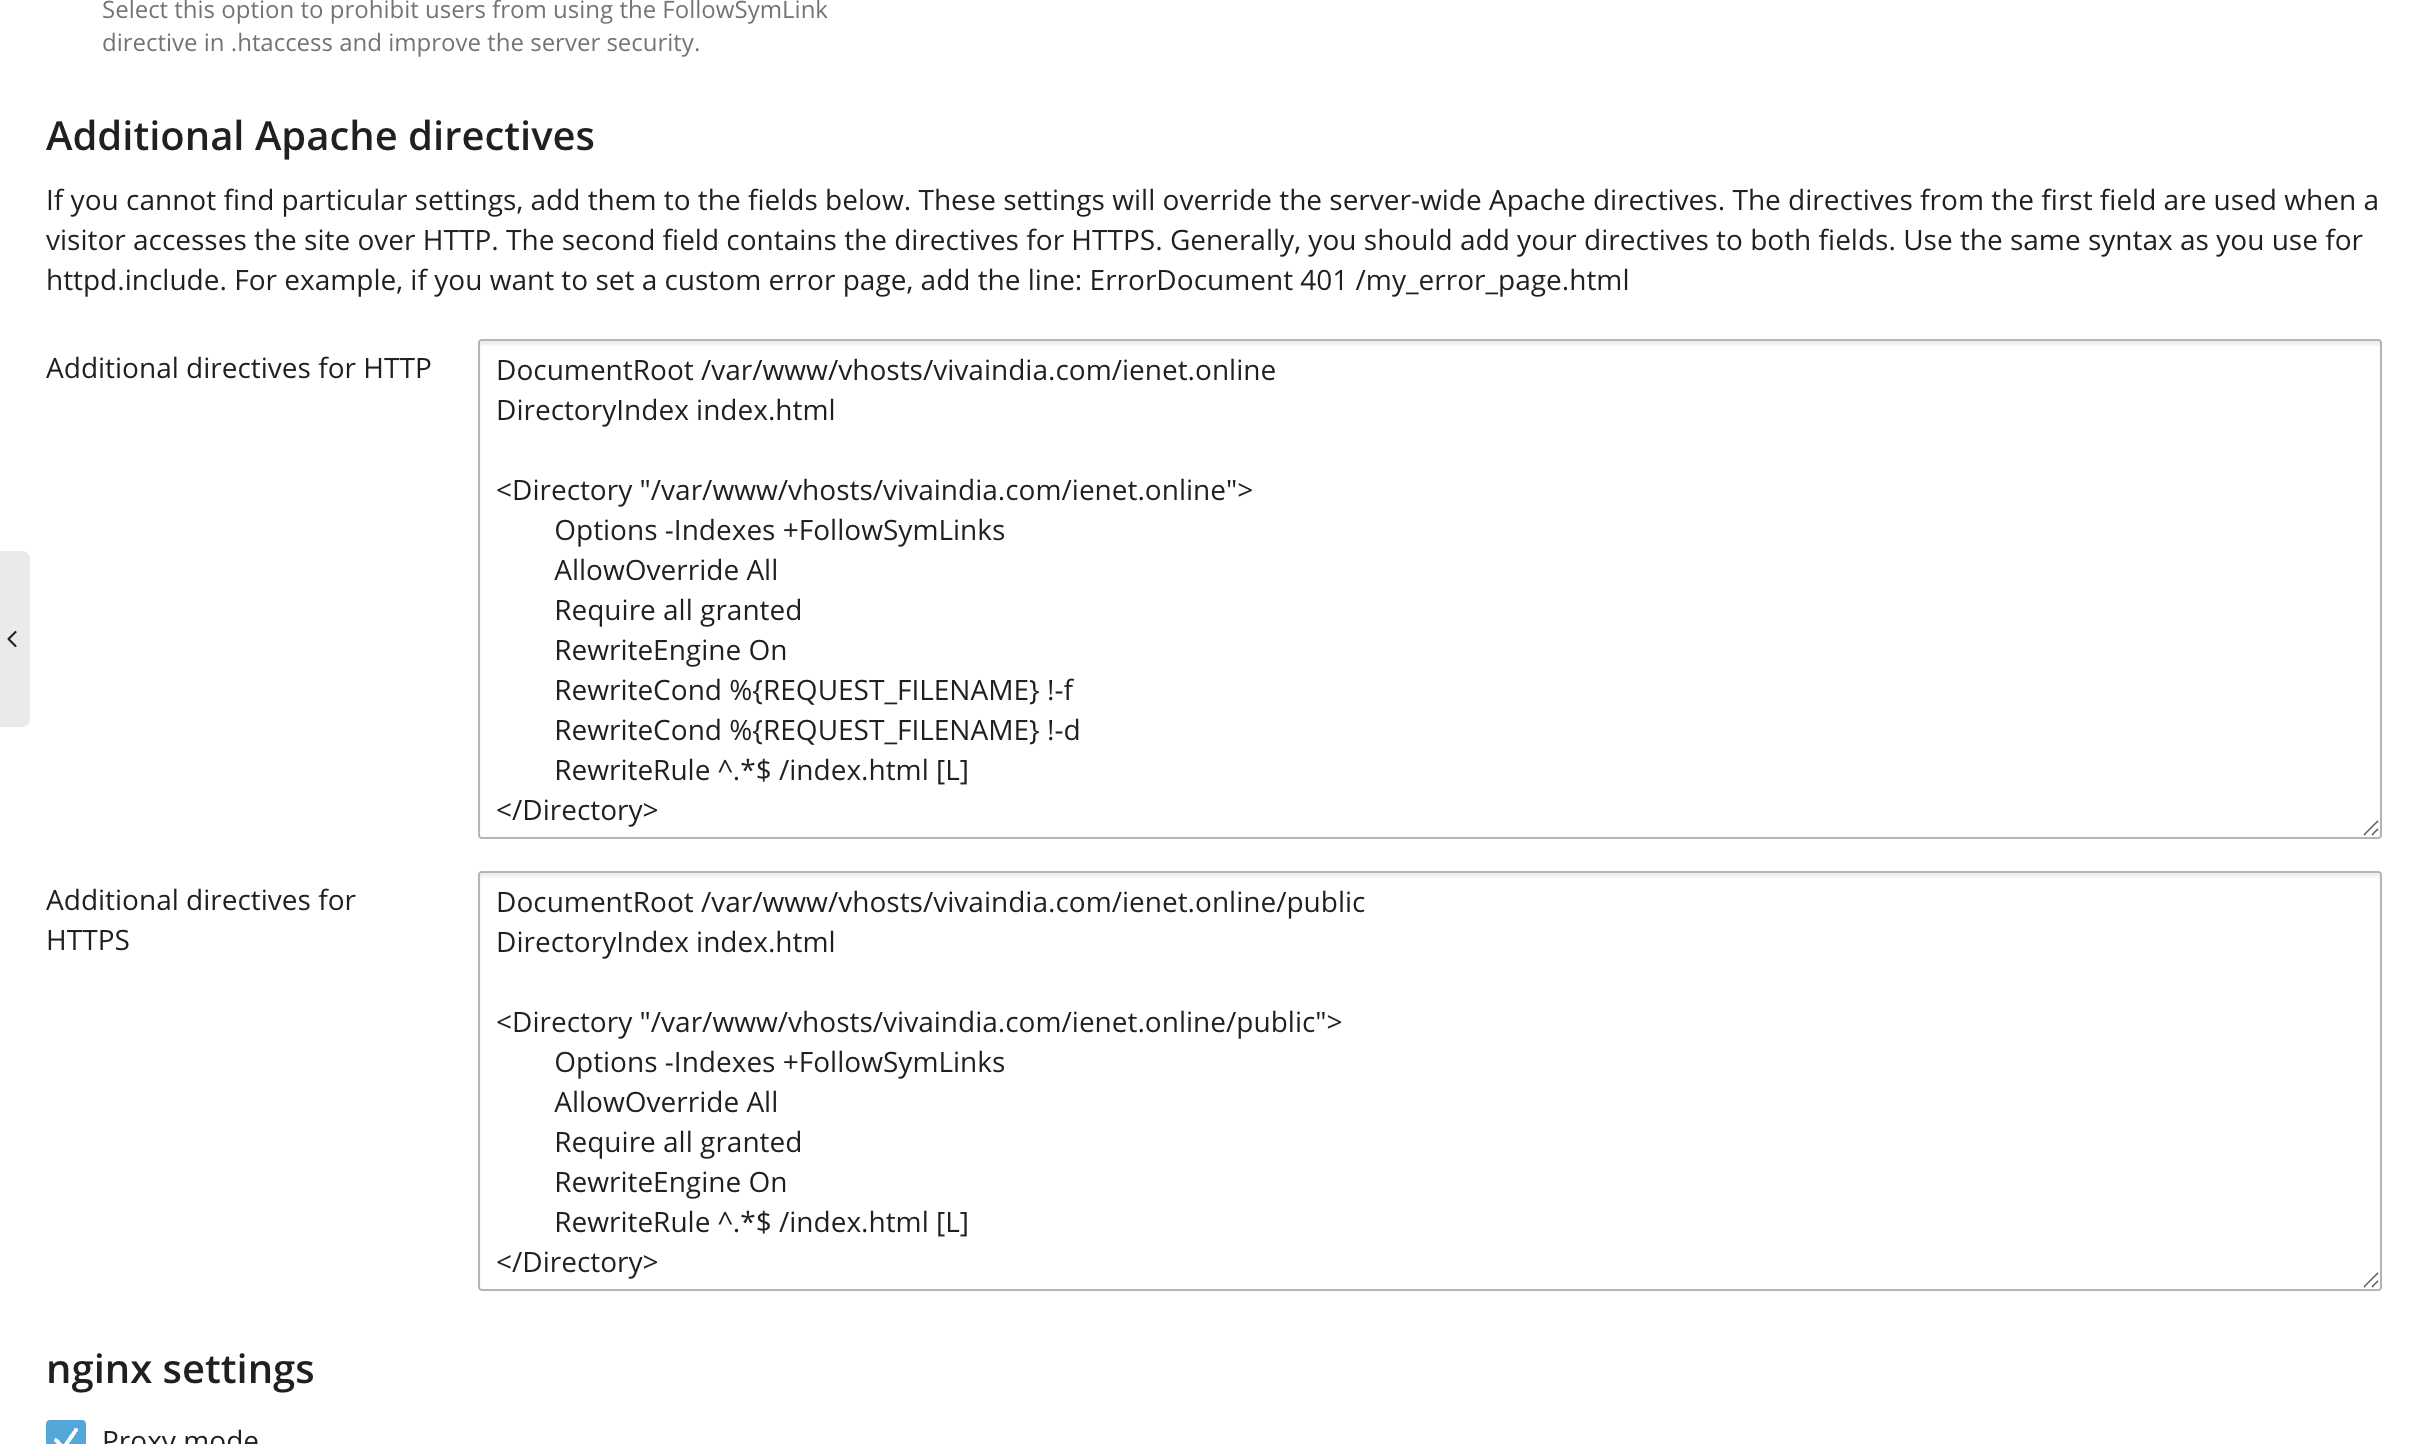 Select this option to prohibit users from using the FollowSymLink
directive in .htaccess and improve the server security.
Additional Apache directives
If you cannot find particular settings, add them to the fields below. These settings will override the server-wide Apache directives. The directives from the first field are used when a
visitor accesses the site over HTTP. The second field contains the directives for HTTPS. Generally, you should add your directives to both fields. Use the same syntax as you use for
httpd.include. For example, if you want to set a custom error page, add the line: ErrorDocument 401 /my_error_page.html
Additional directives for HTTP
DocumentRoot /var/www/vhosts/vivaindia.com/ienet.online
DirectoryIndex index.html
<Directory "/var/www/vhosts/vivaindia.com/ienet.online">
Options -Indexes +FollowSymLinks
AllowOverride All
Require all granted
RewriteEngine On
RewriteCond %{REQUEST_FILENAME} !-f
RewriteCond %{REQUEST_FILENAME} !-d
RewriteRule ^.*$ /index.html [L]
</Directory>
Additional directives for
HTTPS
DocumentRoot /var/www/vhosts/vivaindia.com/ienet.online/public
DirectoryIndex index.html
<Directory "/var/www/vhosts/vivaindia.com/ienet.online/public">
Options -Indexes +FollowSymLinks
AllowOverride All
Require all granted
RewriteEngine On
RewriteRule ^.*$ /index.html [L]
</Directory>
nginx settings
Proxy mode